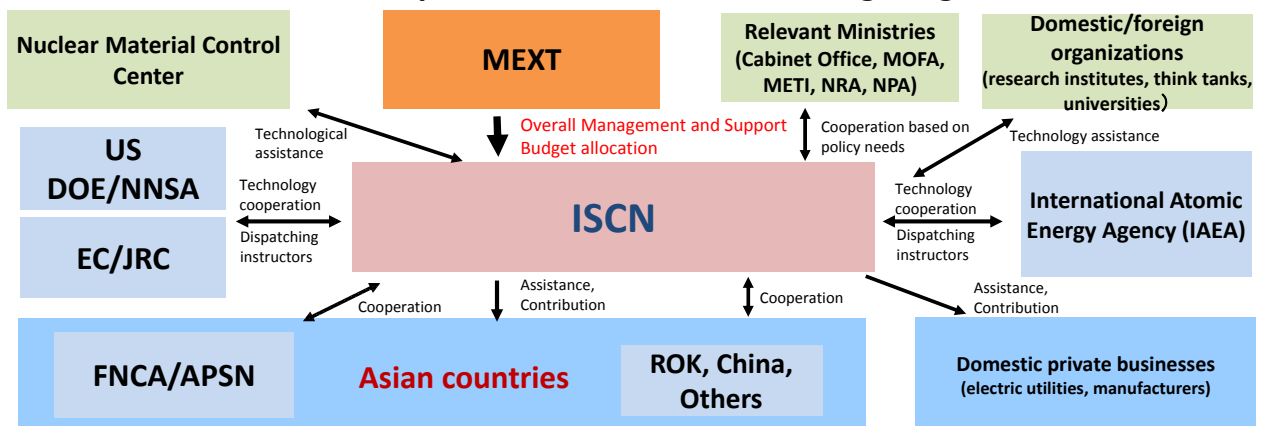 Nuclear Material Control
Center
MEXT
Relevant Ministries
(Cabinet Office, MOFA,
METI, NRA, NPA)
Domestic/foreign
organizations
(research institutes, think tanks,
universities）
Technological
assistance
Overall Management and Support
Budget allocation
Cooperation based on
policy needs
Technology assistance
US
DOE/NNSA
EC/JRC
Technology
cooperation
Dispatching
instructors
ISCN
Technology
cooperation
Dispatching
instructors
International Atomic
Energy Agency (IAEA)
Cooperation
Assistance,
Contribution
Cooperation
Assistance,
Contribution
FNCA/APSN
Asian countries
ROK, China,
Others
Domestic private businesses
(electric utilities, manufacturers)